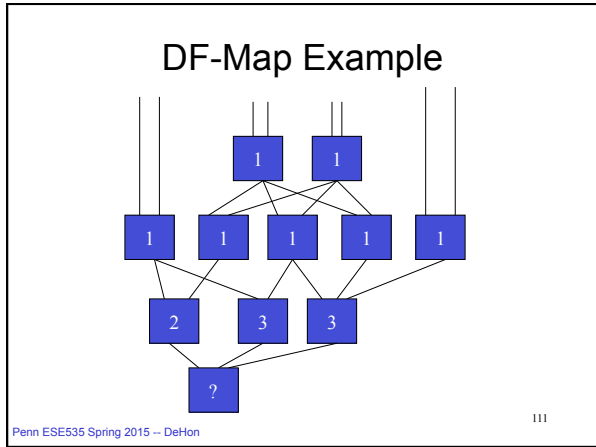 DF-Map Example
1 1
1 1 1 1 1
2 3 3
?
Penn ESE535 Spring 2015 -- DeHon
111